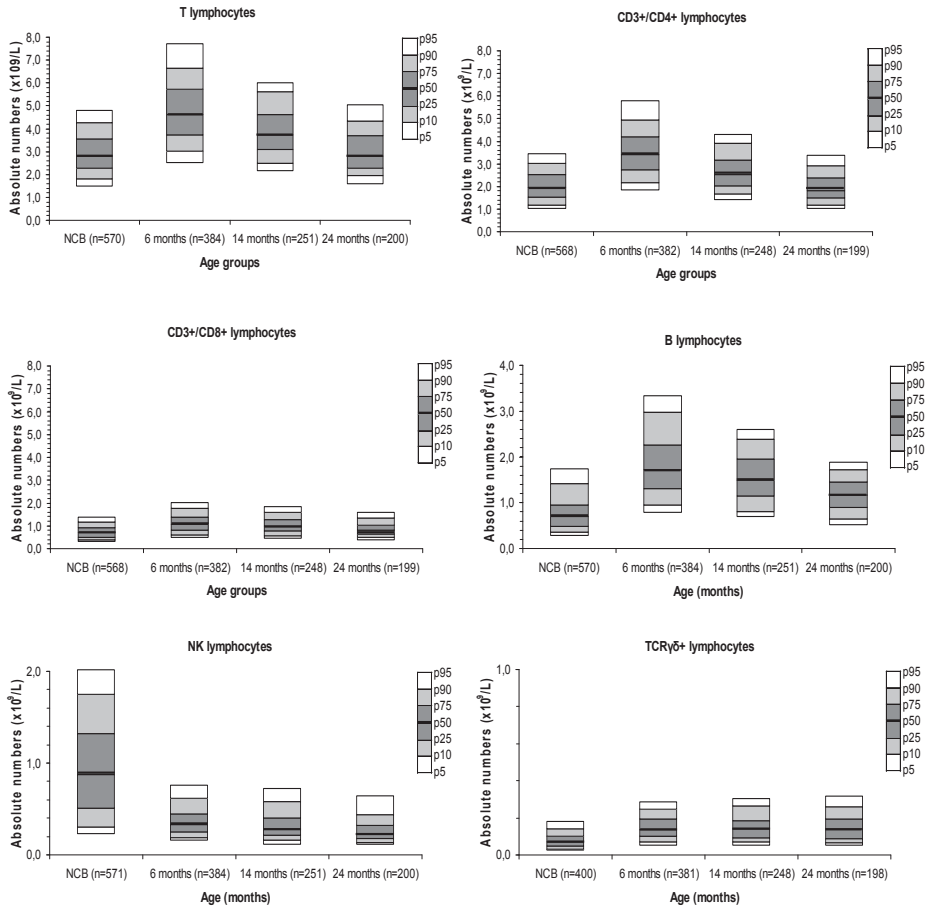 T lymphocytes
Absolute numbers (x109/L)
8,0
7,0
6,0
5,0
4,0
3,0
2,0
1,0
0,0
NCB (n=570) 6 months (n=384) 14 months (n=251) 24 months (n=200)
Age groups
p95
p90
p75
p50
p25
p10
p5
CD3+/CD4+ lymphocytes
Absolute numbers (x10⁹/L)
8,0
7,0
6,0
5,0
4,0
3,0
2,0
1,0
0,0
NCB (n=568) 6 months (n=382) 14 months (n=248) 24 months (n=199)
Age groups
p95
p90
p75
p50
p25
p10
p5
CD3+/CD8+ lymphocytes
Absolute numbers (x10⁹/L)
8,0
7,0
6,0
5,0
4,0
3,0
2,0
1,0
0,0
NCB (n=568) 6 months (n=382) 14 months (n=248) 24 months (n=199)
Age groups
p95
p90
p75
p50
p25
p10
p5
B lymphocytes
Absolute numbers (x10⁹/L)
4,0
3,0
2,0
1,0
0,0
NCB (n=570) 6 months (n=384) 14 months (n=251) 24 months (n=200)
Age (months)
p95
p90
p75
p50
p25
p10
p5
NK lymphocytes
Absolute numbers (x10⁹/L)
2,0
1,0
0,0
NCB (n=571) 6 months (n=384) 14 months (n=251) 24 months (n=200)
Age (months)
p95
p90
p75
p50
p25
p10
p5
TCRγδ+ lymphocytes
Absolute numbers (x10⁹/L)
1,0
0,0
NCB (n=400) 6 months (n=381) 14 months (n=248) 24 months (n=198)
Age (months)
p95
p90
p75
p50
p25
p10
p5